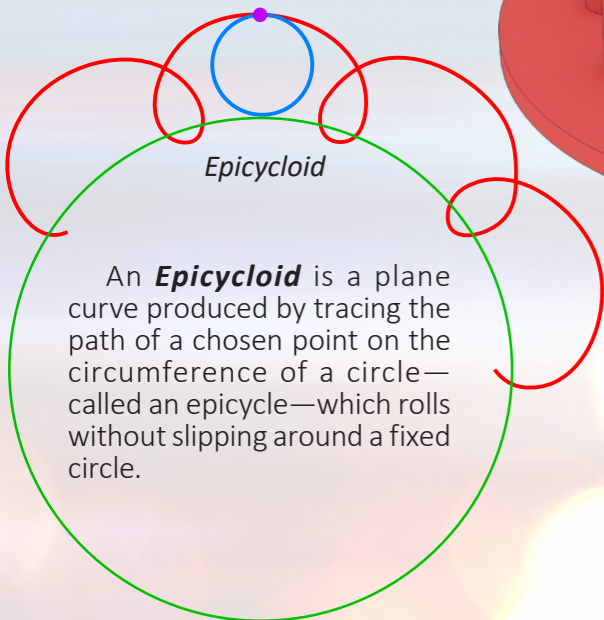 Epicycloid
An Epicycloid is a plane
curve produced by tracing the
path of a chosen point on the
circumference of a circle—
called an epicycle—which rolls
without slipping around a fixed
circle.